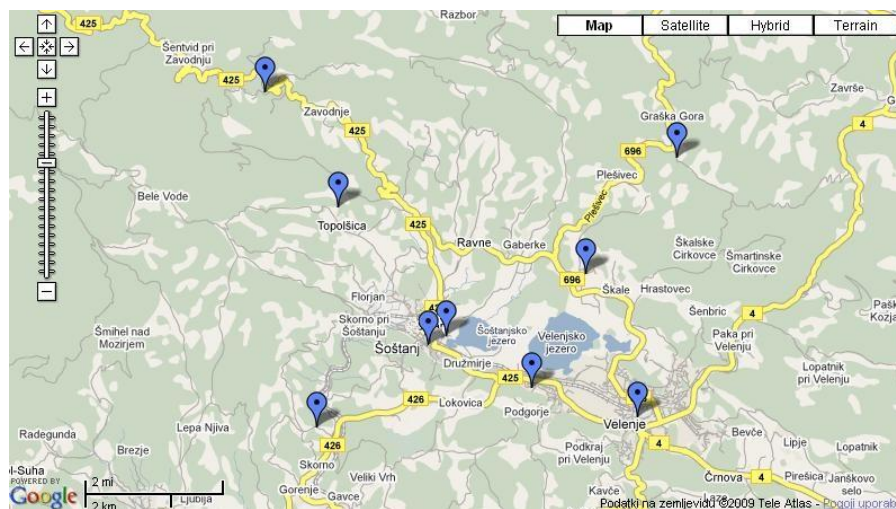 Razbor
Map Satellite Hybrid Terrain
425
Šentvid pri
Zavodnju
425
Zavodnje
425
Završe
4
Graška Gora
696
Plešivec
Plešivec
Bele Vode
Topolšica
425
Ravne
Gaberke
Škalske
Cirkovce
Šmartinske
Cirkovce
696
Škale
Hrastovec
Florjan
Skorno pri
Šoštanju
Šoštanj
Šoštanjsko
jezero
Velenjsko
jezero
Šenbric
4
Paka pri
Velenju
Šmihel nad
Mozirjem
Družmirje
425
Lopatnik
pri Velenju
426
Lokovica
Podgorje
Velenje
Radegunda
Lepa Njiva
Brezje
426
Skorno
Podkraj
pri Velenju
4
Bevče
Lipje
Lopatnik
Veliki Vrh
Črnova
4
Pirešica
Janškovo
selo
Gorenje
Gavce
Kavče
Ljubija
POWERED BY
Google
2 mi
2 km
Podatki na zemljevidu ©2009 Tele Atlas - Pogoji uporab